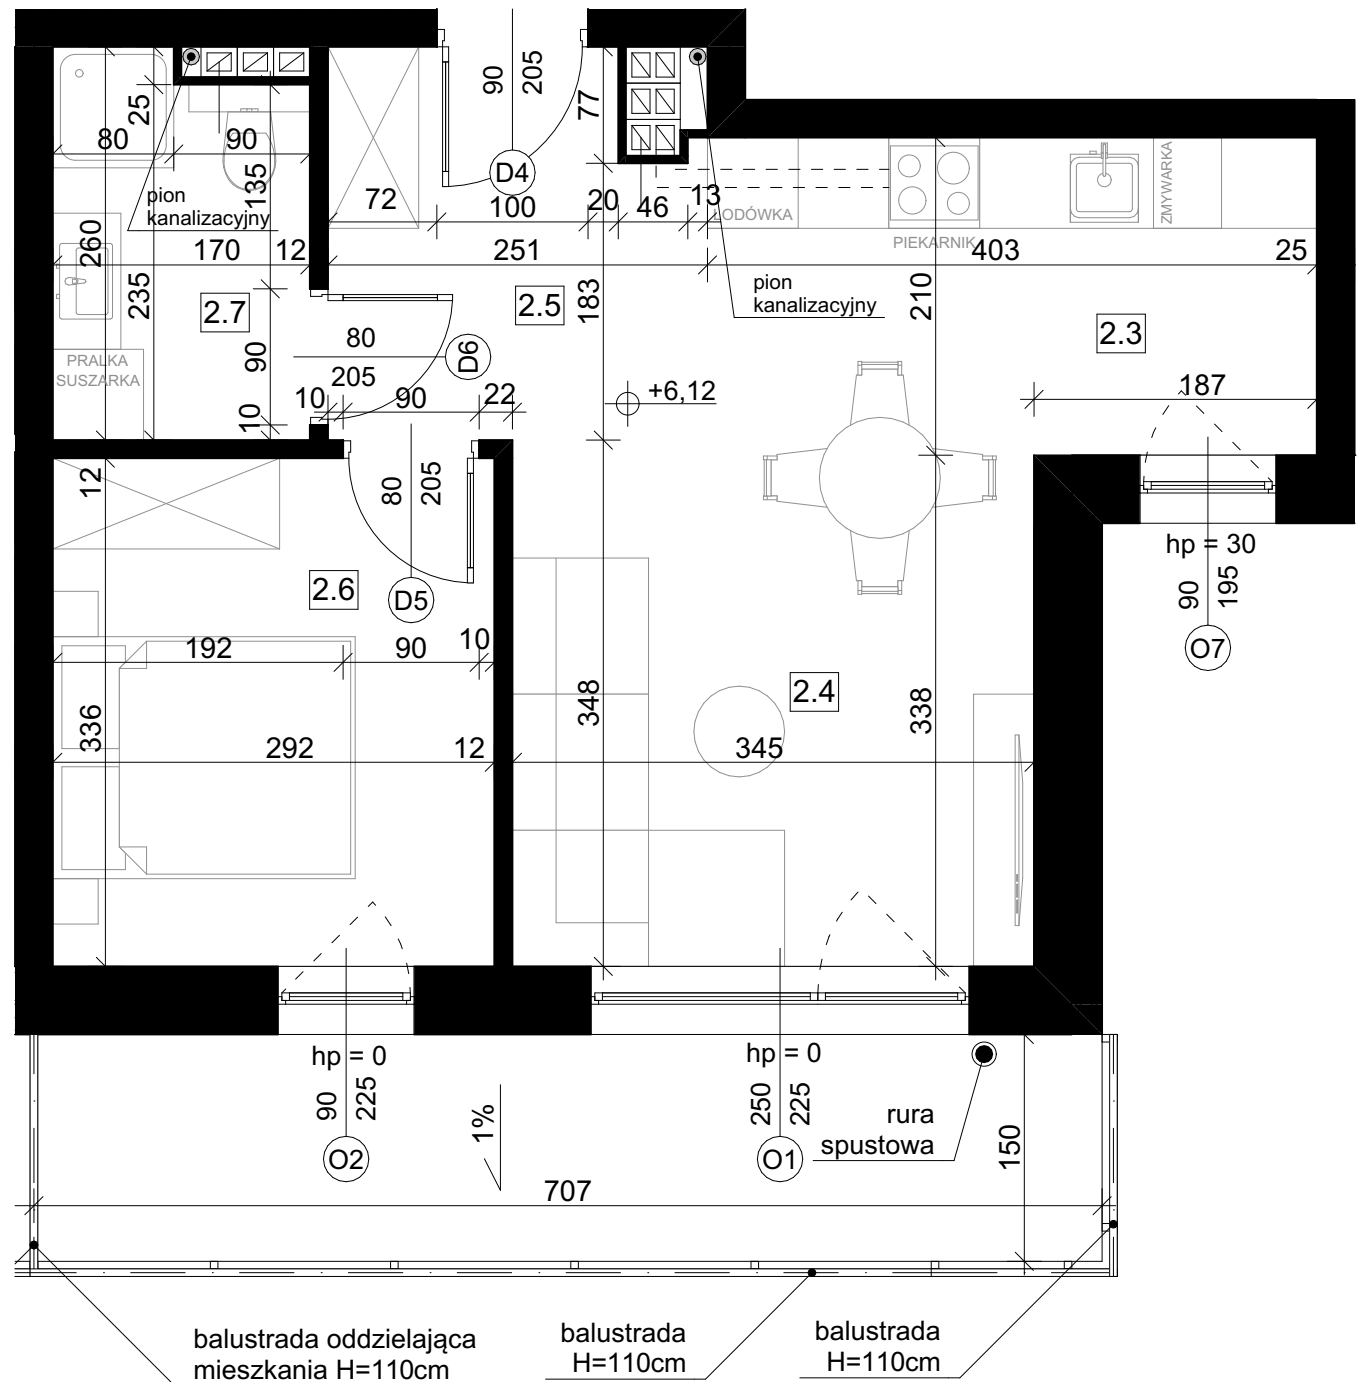 90
205
D4
77
25
80
90
135
pion
kanalizacyjny
72
100
20
46
13
LODÓWKA
ZMYWARKA
PIEKARNIK
260
235
170
12
251
403
25
2.7
2.5
183
210
pion
kanalizacyjny
2.3
90
80
205
D6
PRALKA
SUSZARKA
10
10
90
22
+6,12
187
12
80
205
D5
2.6
hp = 30
90
195
O7
192
90
10
336
348
2.4
338
292
12
345
hp = 0
90
225
O2
1%
hp = 0
250
225
O1
rura
spustowa
150
707
balustrada oddzielająca
mieszkania H=110cm
balustrada
H=110cm
balustrada
H=110cm